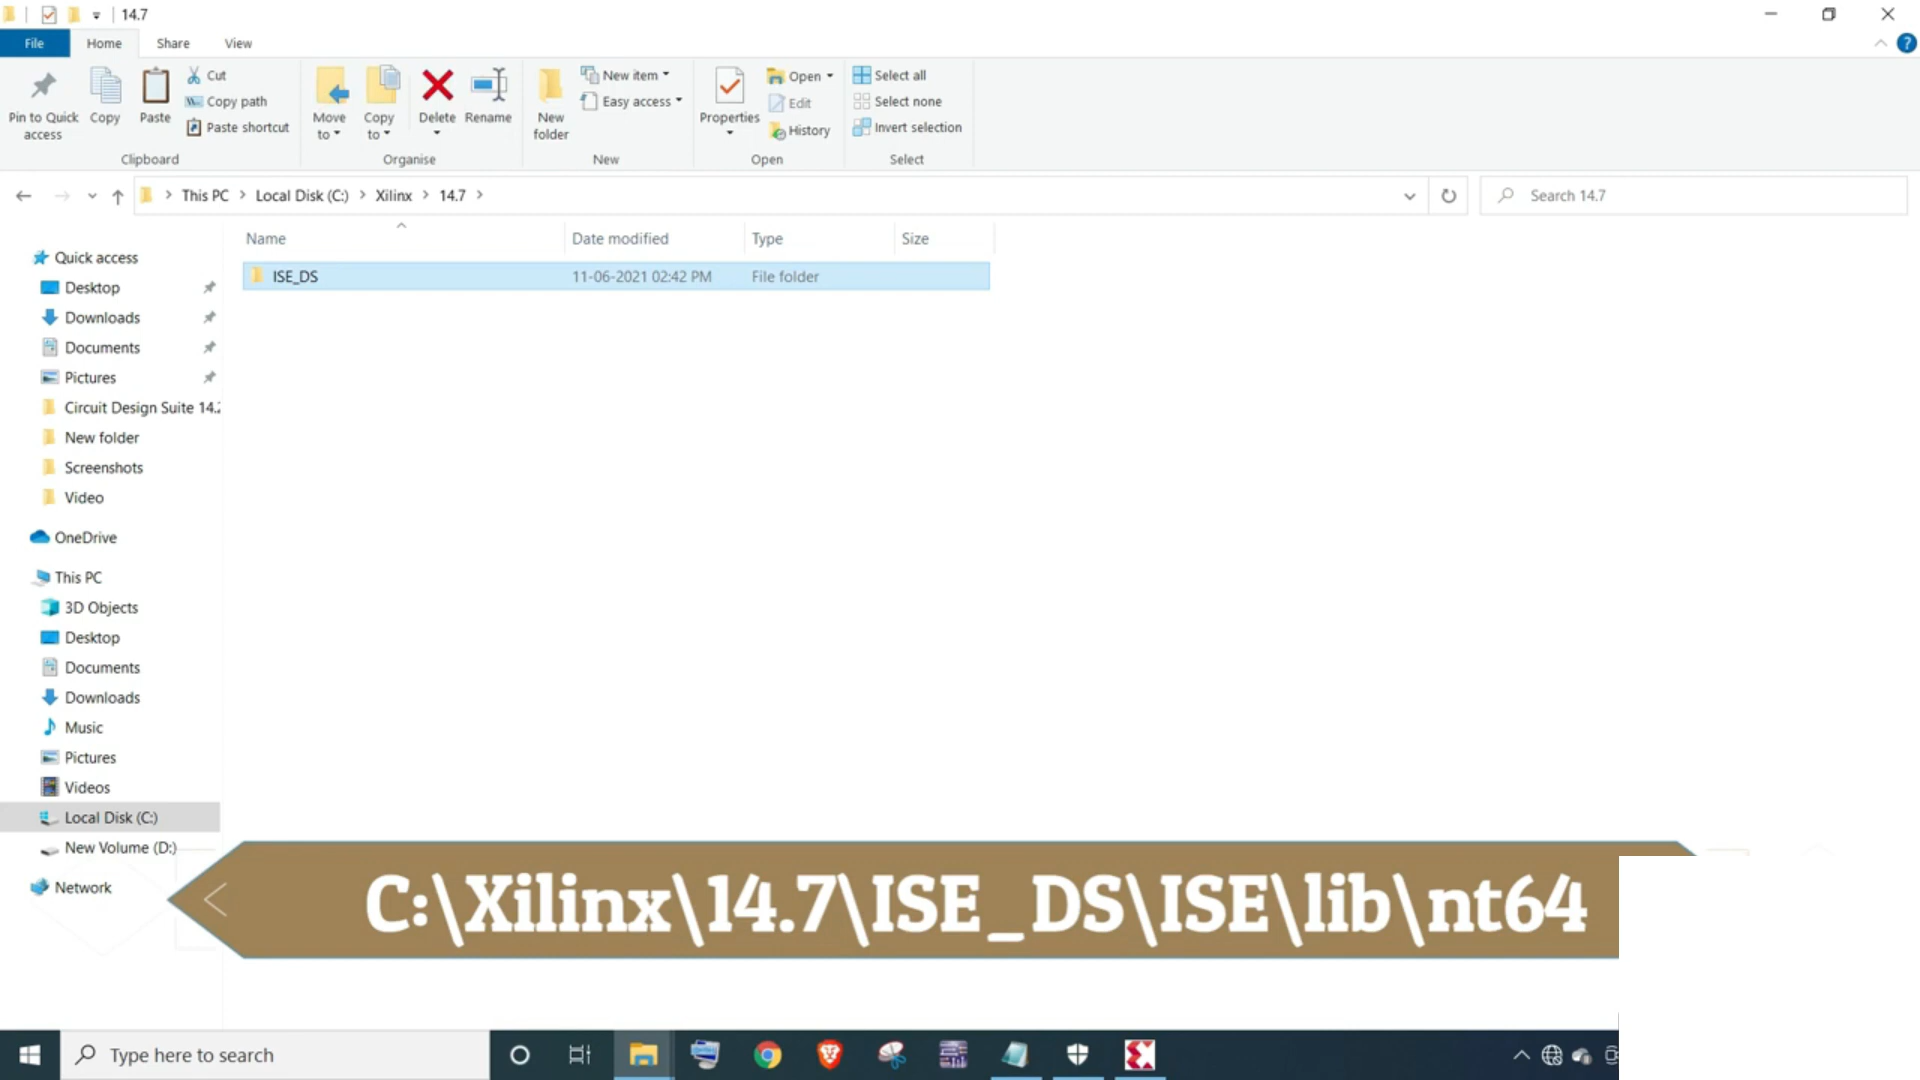 14.7
File Home Share View
Pin to Quick access
Copy
Paste
Cut
Copy path
Paste shortcut
Clipboard
Move to
Copy to
Delete
Rename
Organise
New folder
New item
Easy access
New
Properties
Open
Edit
History
Open
Select all
Select none
Invert selection
Select
This PC > Local Disk (C:) > Xilinx > 14.7 >
Search 14.7
Name Date modified Type Size
ISE_DS 11-06-2021 02:42 PM File folder
Quick access
Desktop
Downloads
Documents
Pictures
Circuit Design Suite 14.2
New folder
Screenshots
Video
OneDrive
This PC
3D Objects
Desktop
Documents
Downloads
Music
Pictures
Videos
Local Disk (C:)
New Volume (D:)
Network
C:\Xilinx\14.7\ISE_DS\ISE\lib\nt64
Type here to search